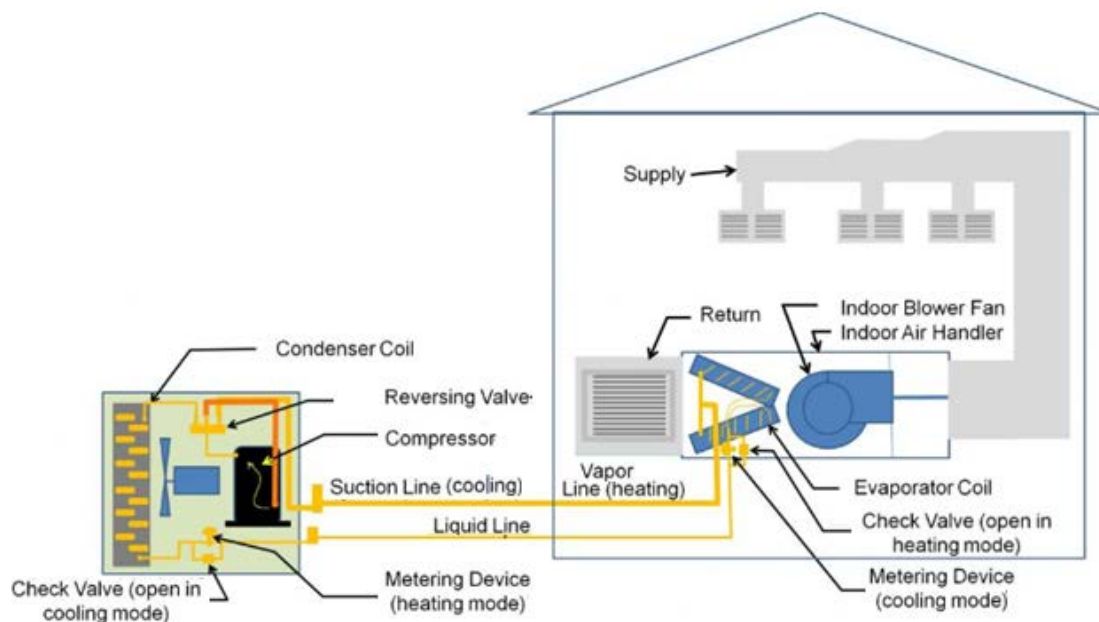 Supply
Indoor Blower Fan
Return
Indoor Air Handler
Condenser Coil
Reversing Valve
Compressor
Suction Line (cooling)
Vapor
Line (heating)
Evaporator Coil
Liquid Line
Check Valve (open in
heating mode)
Check Valve (open in
cooling mode)
Metering Device
(heating mode)
Metering Device
(cooling mode)